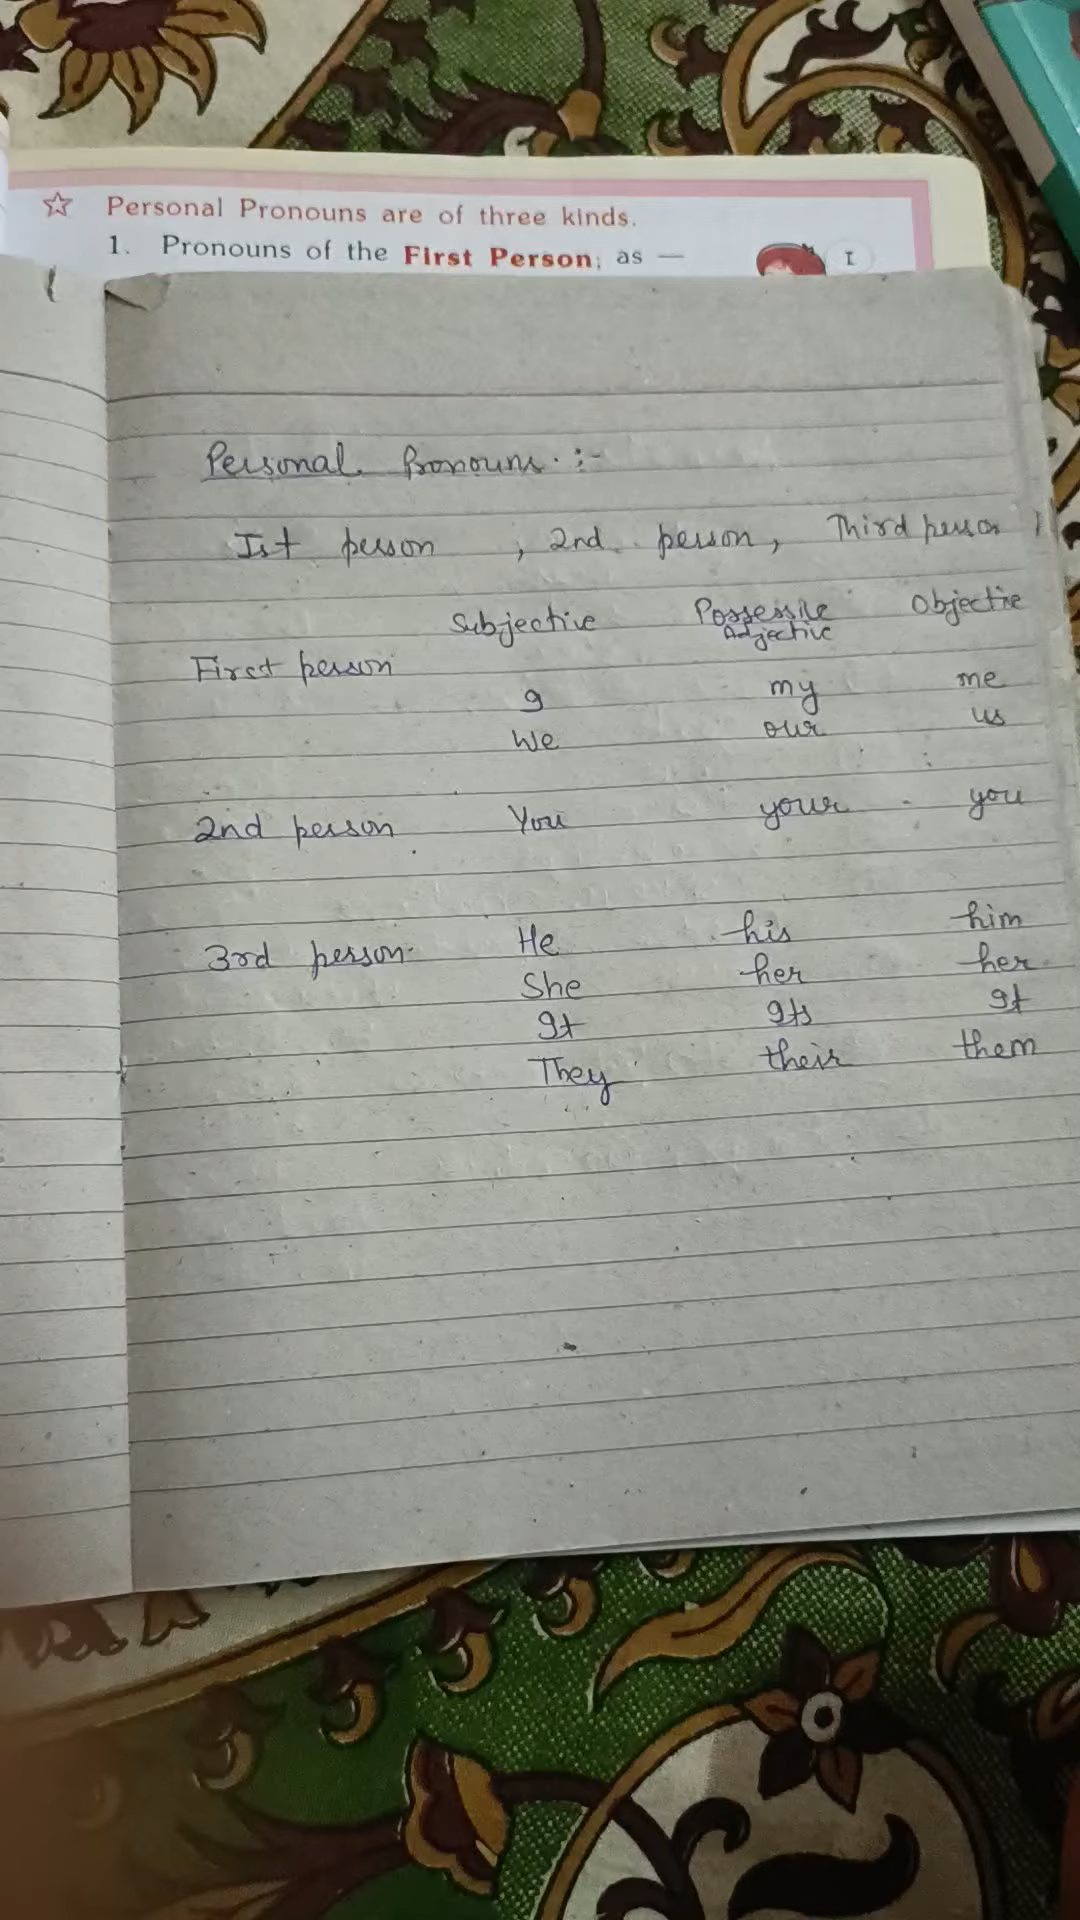 ☆ Personal Pronouns are of three kinds.
1. Pronouns of the First Person; as —
I
Personal Pronouns :-
Ist person , 2nd person, Third person
Subjective Possessile Adjective Objectie
First person
I my me
We our us
2nd person You your you
3rd person He his him
She her her
It Its It
They their them